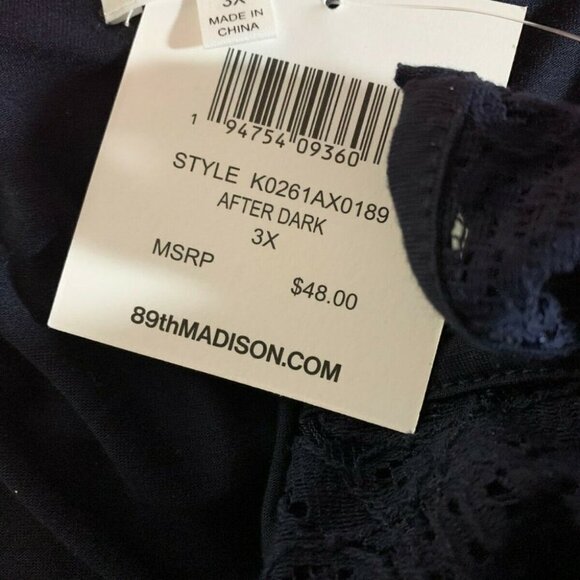 3X
MADE IN
CHINA
1 94754 09360
STYLE K0261AX0189
AFTER DARK
3X
MSRP $48.00
89thMADISON.COM